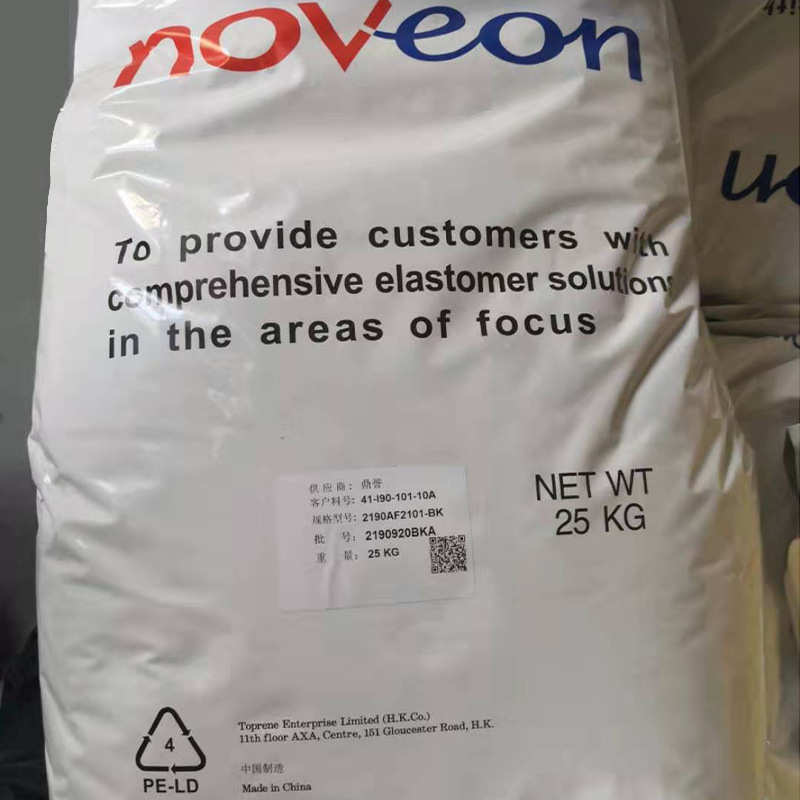 noveon
To provide customers with
comprehensive elastomer solutions
in the areas of focus
供应商: 鼎誉
客户料号: 41-I90-101-10A
规格型号: 2190AF2101-BK
批 号: 2190920BKA
重 量: 25 KG
NET WT
25 KG
4
PE-LD
Toprene Enterprise Limited (H.K.Co.)
11th floor AXA, Centre, 151 Gloucester Road, H.K.
中国制造
Made in China